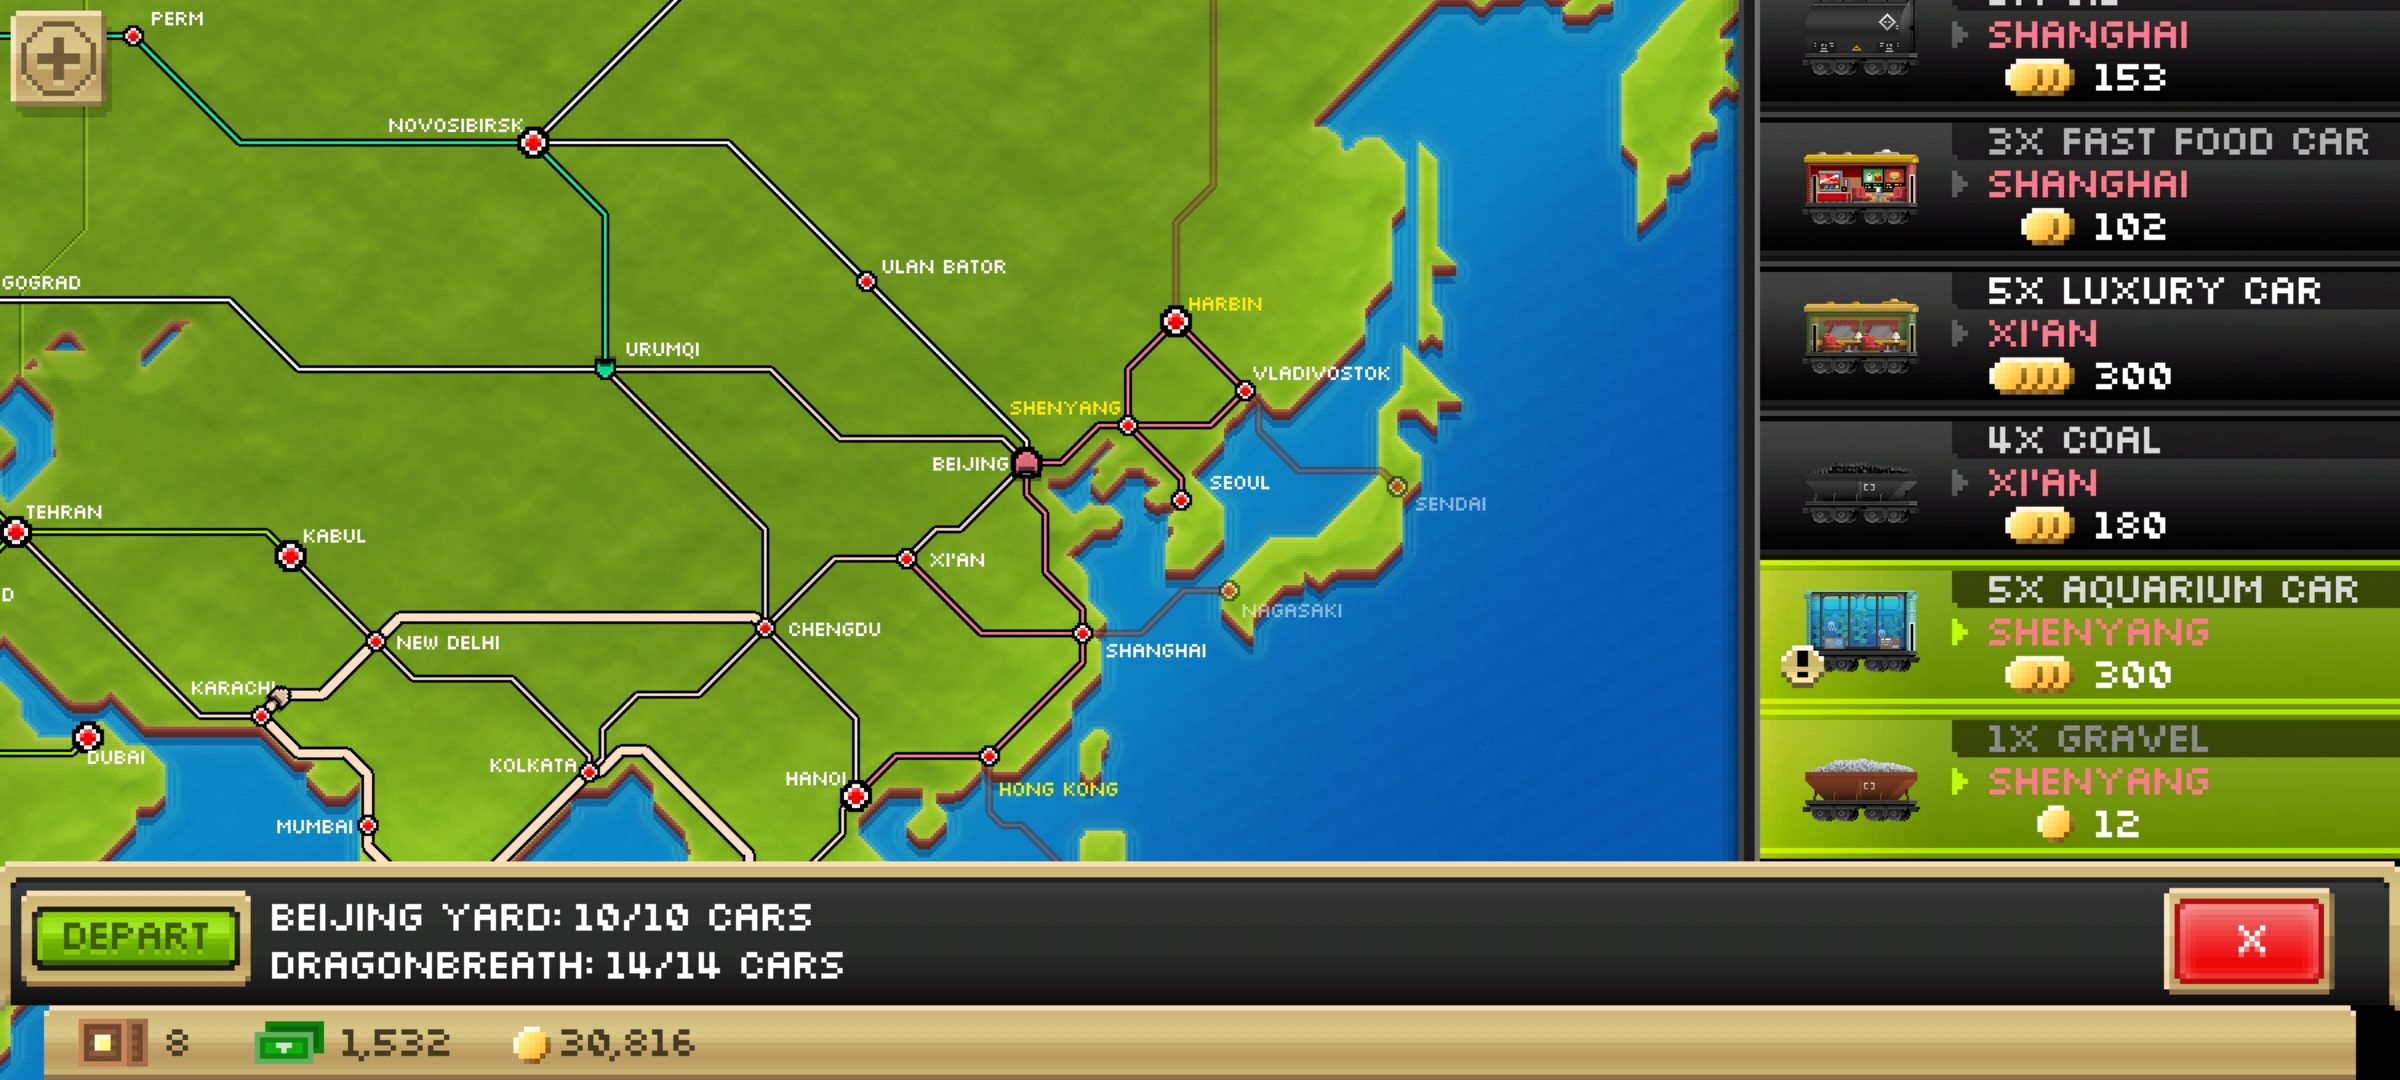 PERM
NOVOSIBIRSK
ULAN BATOR
GOGRAD
HARBIN
URUMQI
VLADIVOSTOK
SHENYANG
BEIJING
SEOUL
SENDAI
TEHRAN
KABUL
XI'AN
D
NAGASAKI
NEW DELHI
CHENGDU
SHANGHAI
KARACHI
DUBAI
KOLKATA
HANOI
HONG KONG
MUMBAI
SHANGHAI
153
3X FAST FOOD CAR
SHANGHAI
102
5X LUXURY CAR
XI'AN
300
4X COAL
XI'AN
180
5X AQUARIUM CAR
SHENYANG
300
1X GRAVEL
SHENYANG
12
DEPART
BEIJING YARD: 10/10 CARS
DRAGONBREATH: 14/14 CARS
X
8
1,532
30,816